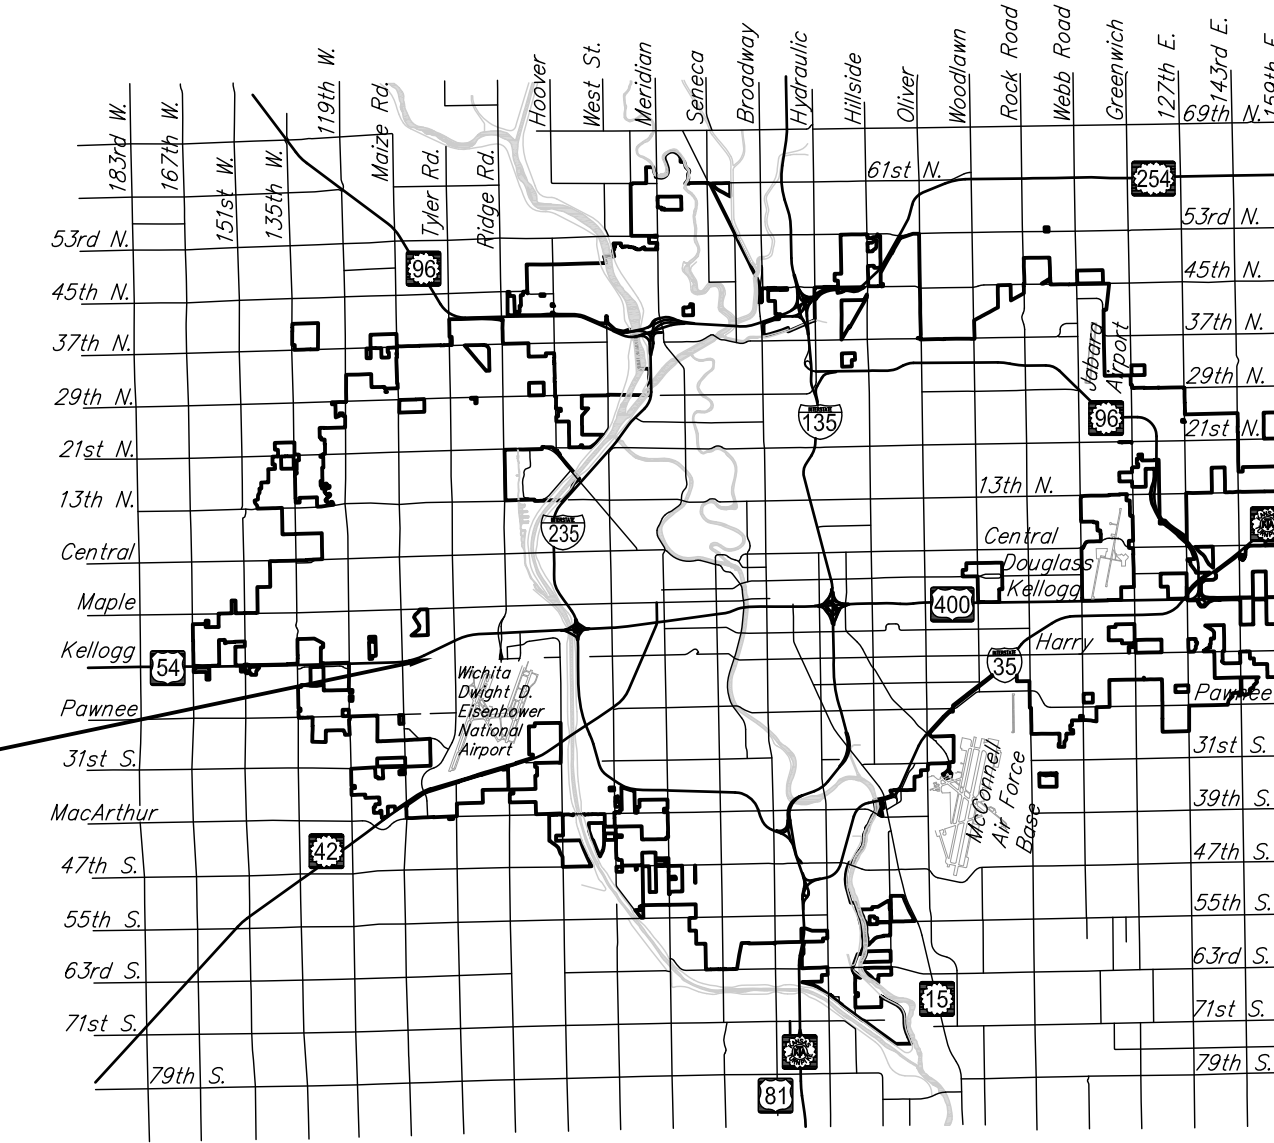 183rd W.
167th W.
151st W.
135th W.
119th W.
Maize Rd.
Tyler Rd.
Ridge Rd.
Hoover
West St.
Meridian
Seneca
Broadway
Hydraulic
Hillside
Oliver
Woodlawn
Rock Road
Webb Road
Greenwich
127th E.
143rd E.
159th E.
69th N.
61st N.
254
53rd N.
53rd N.
96
45th N.
45th N.
37th N.
37th N.
Jabara
Airport
29th N.
29th N.
INTERSTATE
135
96
21st N.
21st N.
13th N.
13th N.
INTERSTATE
235
Central
Central
Douglass
Kellogg
Maple
400
Kellogg
54
Harry
INTERSTATE
35
Wichita
Dwight D.
Eisenhower
National
Airport
Pawnee
Pawnee
31st S.
31st S.
McConnell
Air Force
Base
MacArthur
39th S.
42
47th S.
47th S.
55th S.
55th S.
63rd S.
63rd S.
15
71st S.
71st S.
79th S.
79th S.
81